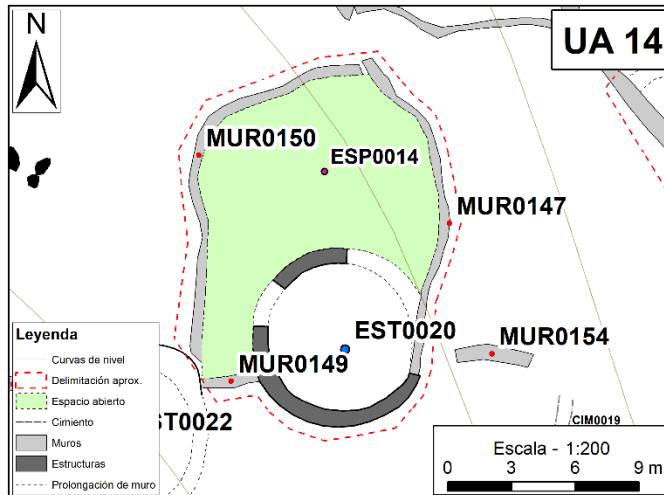 N
UA 14
MUR0150
ESP0014
MUR0147
EST0020
MUR0154
MUR0149
ST0022
CIM0019
Leyenda
Curvas de nivel
Delimitación aprox.
Espacio abierto
Cimiento
Muros
Estructuras
Prolongación de muro
Escala - 1:200
0 3 6 9 m